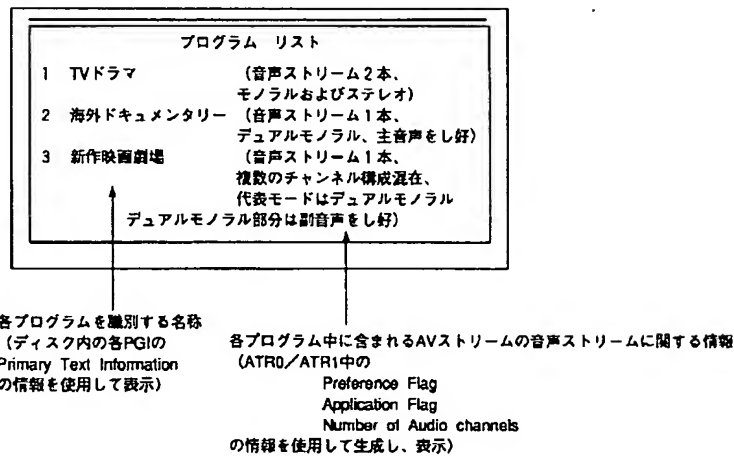 プログラム リスト
1 TVドラマ (音声ストリーム2本、
モノラルおよびステレオ)
2 海外ドキュメンタリー (音声ストリーム1本、
デュアルモノラル、主音声をし好)
3 新作映画劇場 (音声ストリーム1本、
複数のチャンネル構成混在、
代表モードはデュアルモノラル
デュアルモノラル部分は副音声をし好)
各プログラムを識別する名称
(ディスク内の各PGIの
Primary Text Information
の情報を使用して表示)
各プログラム中に含まれるAVストリームの音声ストリームに関する情報
(ATR0/ATR1中の
Preference Flag
Application Flag
Number of Audio channels
の情報を使用して生成し、表示)